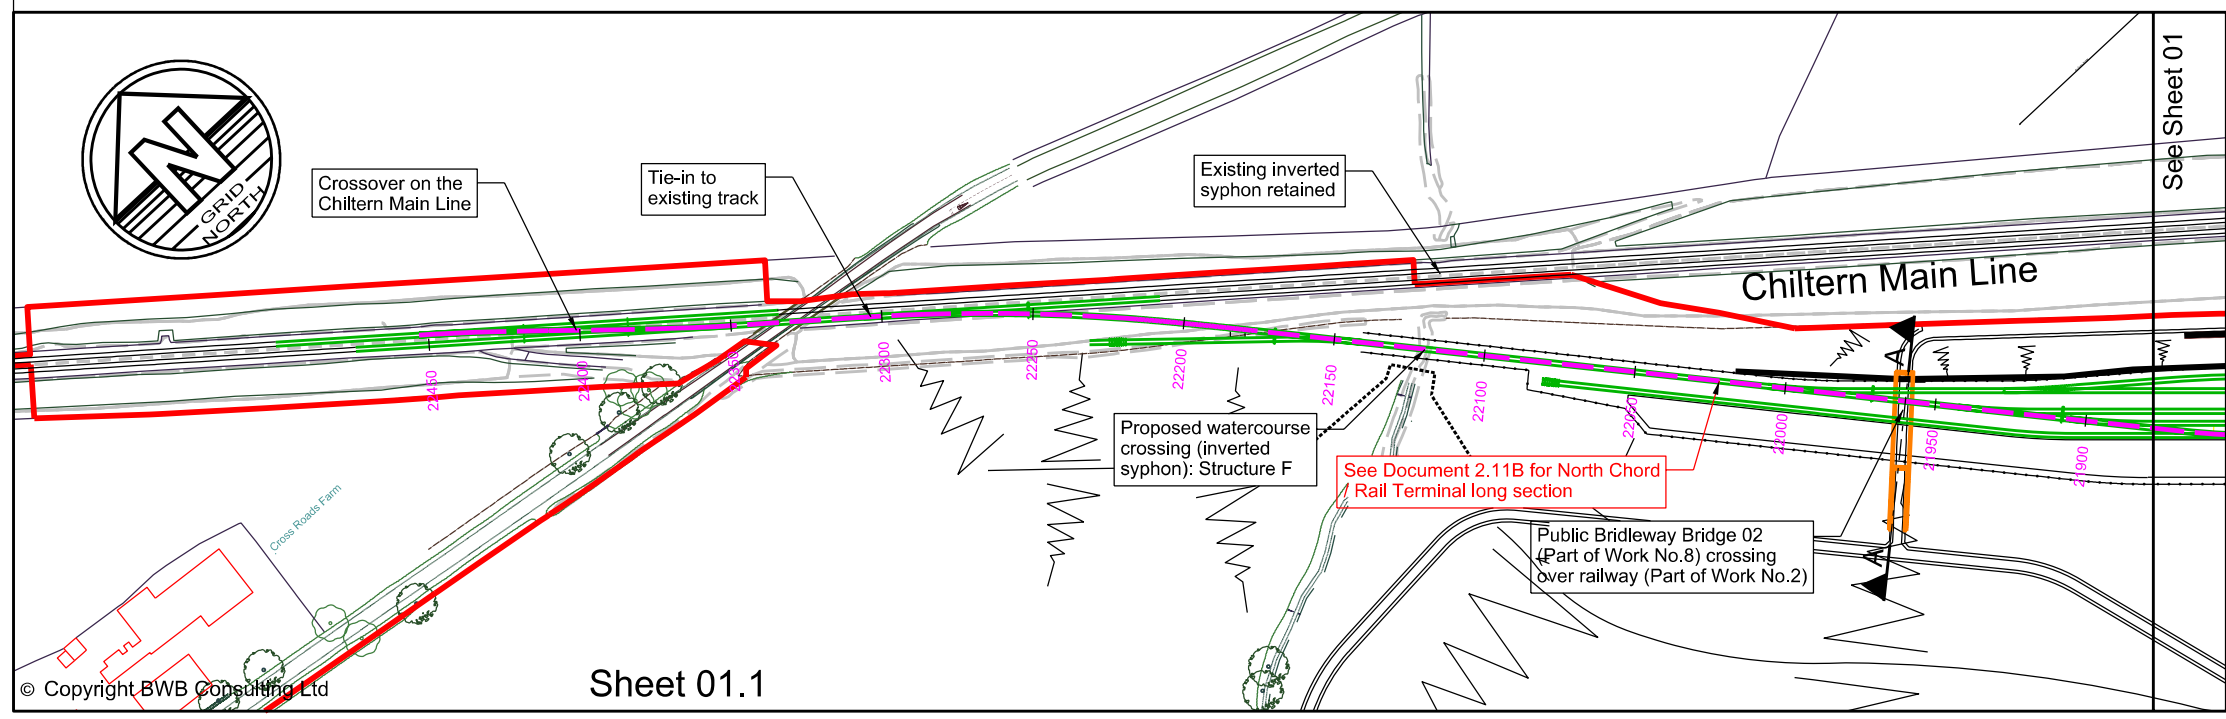 See Sheet 01
N
GRID
NORTH
Crossover on the
Chiltern Main Line
Tie-in to
existing track
Existing inverted
syphon retained
Chiltern Main Line
22450
22400
22350
22300
22250
22200
22150
22100
22050
22000
21950
21900
A
Proposed watercourse
crossing (inverted
syphon): Structure F
See Document 2.11B for North Chord
/ Rail Terminal long section
Public Bridleway Bridge 02
(Part of Work No.8) crossing
over railway (Part of Work No.2)
A
Cross Roads Farm
© Copyright BWB Consulting Ltd
Sheet 01.1